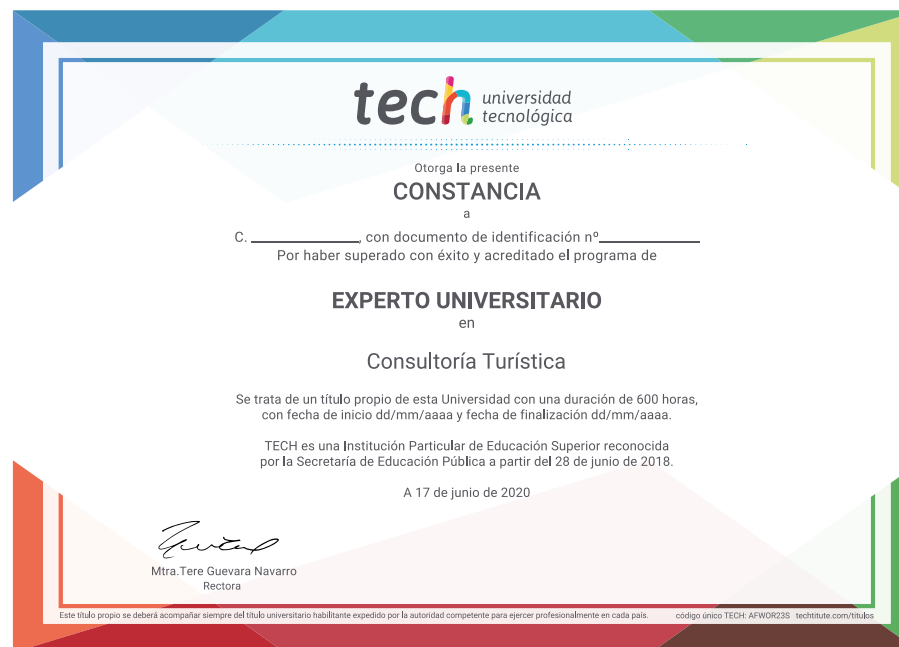 tech universidad
tecnológica
Otorga la presente
CONSTANCIA
a
C. ________, con documento de identificación nº________
Por haber superado con éxito y acreditado el programa de
EXPERTO UNIVERSITARIO
en
Consultoría Turística
Se trata de un título propio de esta Universidad con una duración de 600 horas,
con fecha de inicio dd/mm/aaaa y fecha de finalización dd/mm/aaaa.
TECH es una Institución Particular de Educación Superior reconocida
por la Secretaría de Educación Pública a partir del 28 de junio de 2018.
A 17 de junio de 2020
Mtra.Tere Guevara Navarro
Rectora
Este título propio se deberá acompañar siempre del título universitario habilitante expedido por la autoridad competente para ejercer profesionalmente en cada país. código único TECH: AFWOR23S techtitute.com/titulos